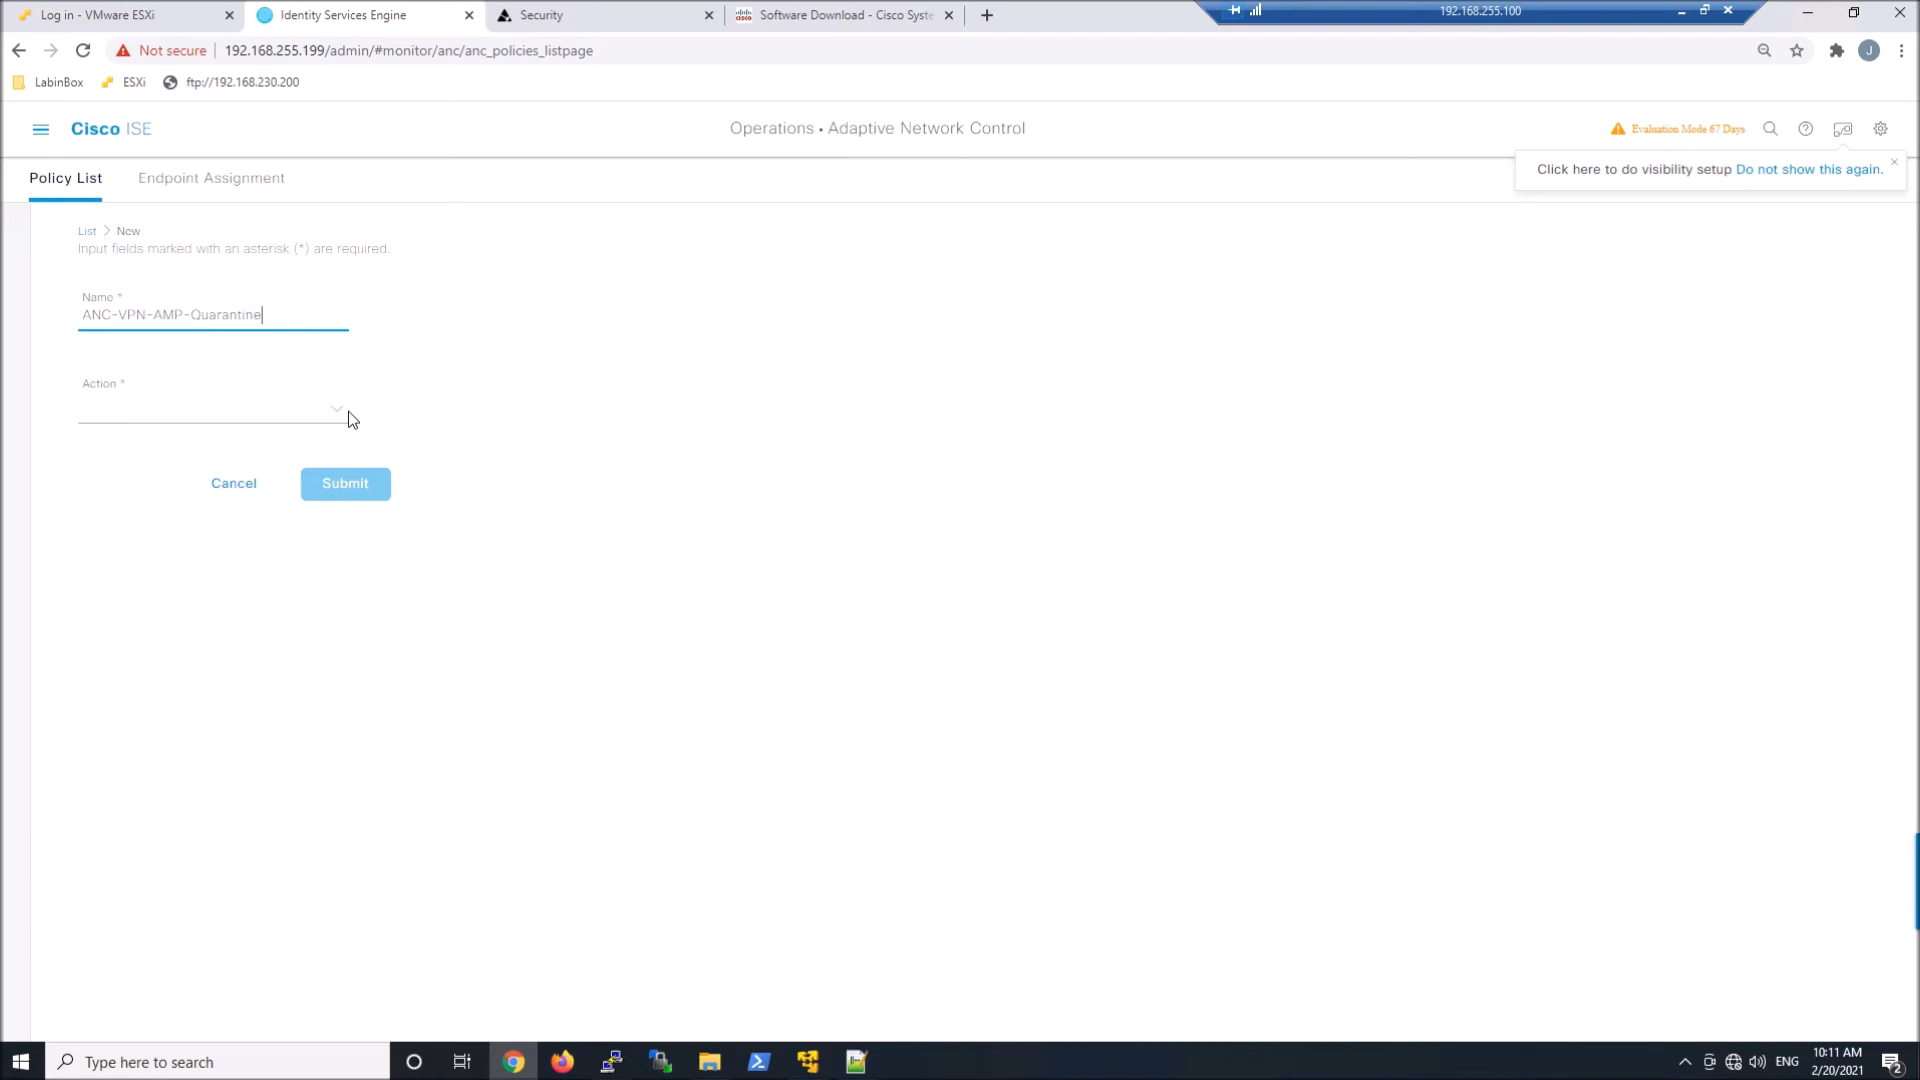 Log in - VMware ESXi
Identity Services Engine
Security
Software Download - Cisco Syste
192.168.255.100
Not secure
192.168.255.199/admin/#monitor/anc/anc_policies_listpage
J
LabinBox
ESXi
ftp://192.168.230.200
Cisco ISE
Operations • Adaptive Network Control
Evaluation Mode 67 Days
Click here to do visibility setup Do not show this again.
Policy List
Endpoint Assignment
List > New
Input fields marked with an asterisk (*) are required.
Name *
ANC-VPN-AMP-Quarantine
Action *
Cancel
Submit
Type here to search
ENG
10:11 AM
2/20/2021
2